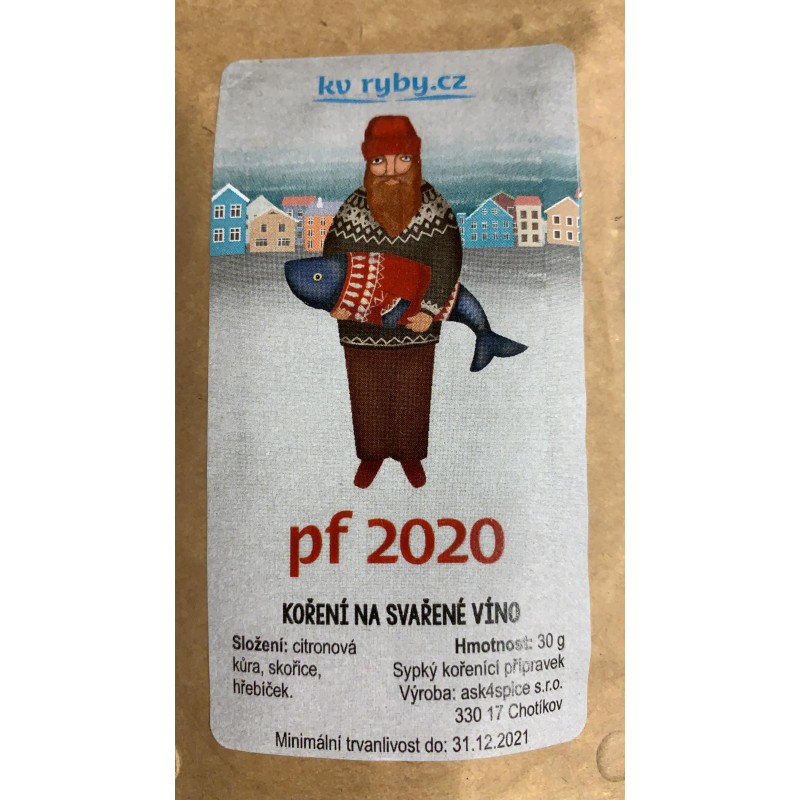 kv ryby.cz
pf 2020
KOŘENÍ NA SVAŘENÉ VÍNO
Složení: citronová
kůra, skořice,
hřebíček.
Hmotnost: 30 g
Sypký kořenící přípravek
Výroba: ask4spice s.r.o.
330 17 Chotíkov
Minimální trvanlivost do: 31.12.2021